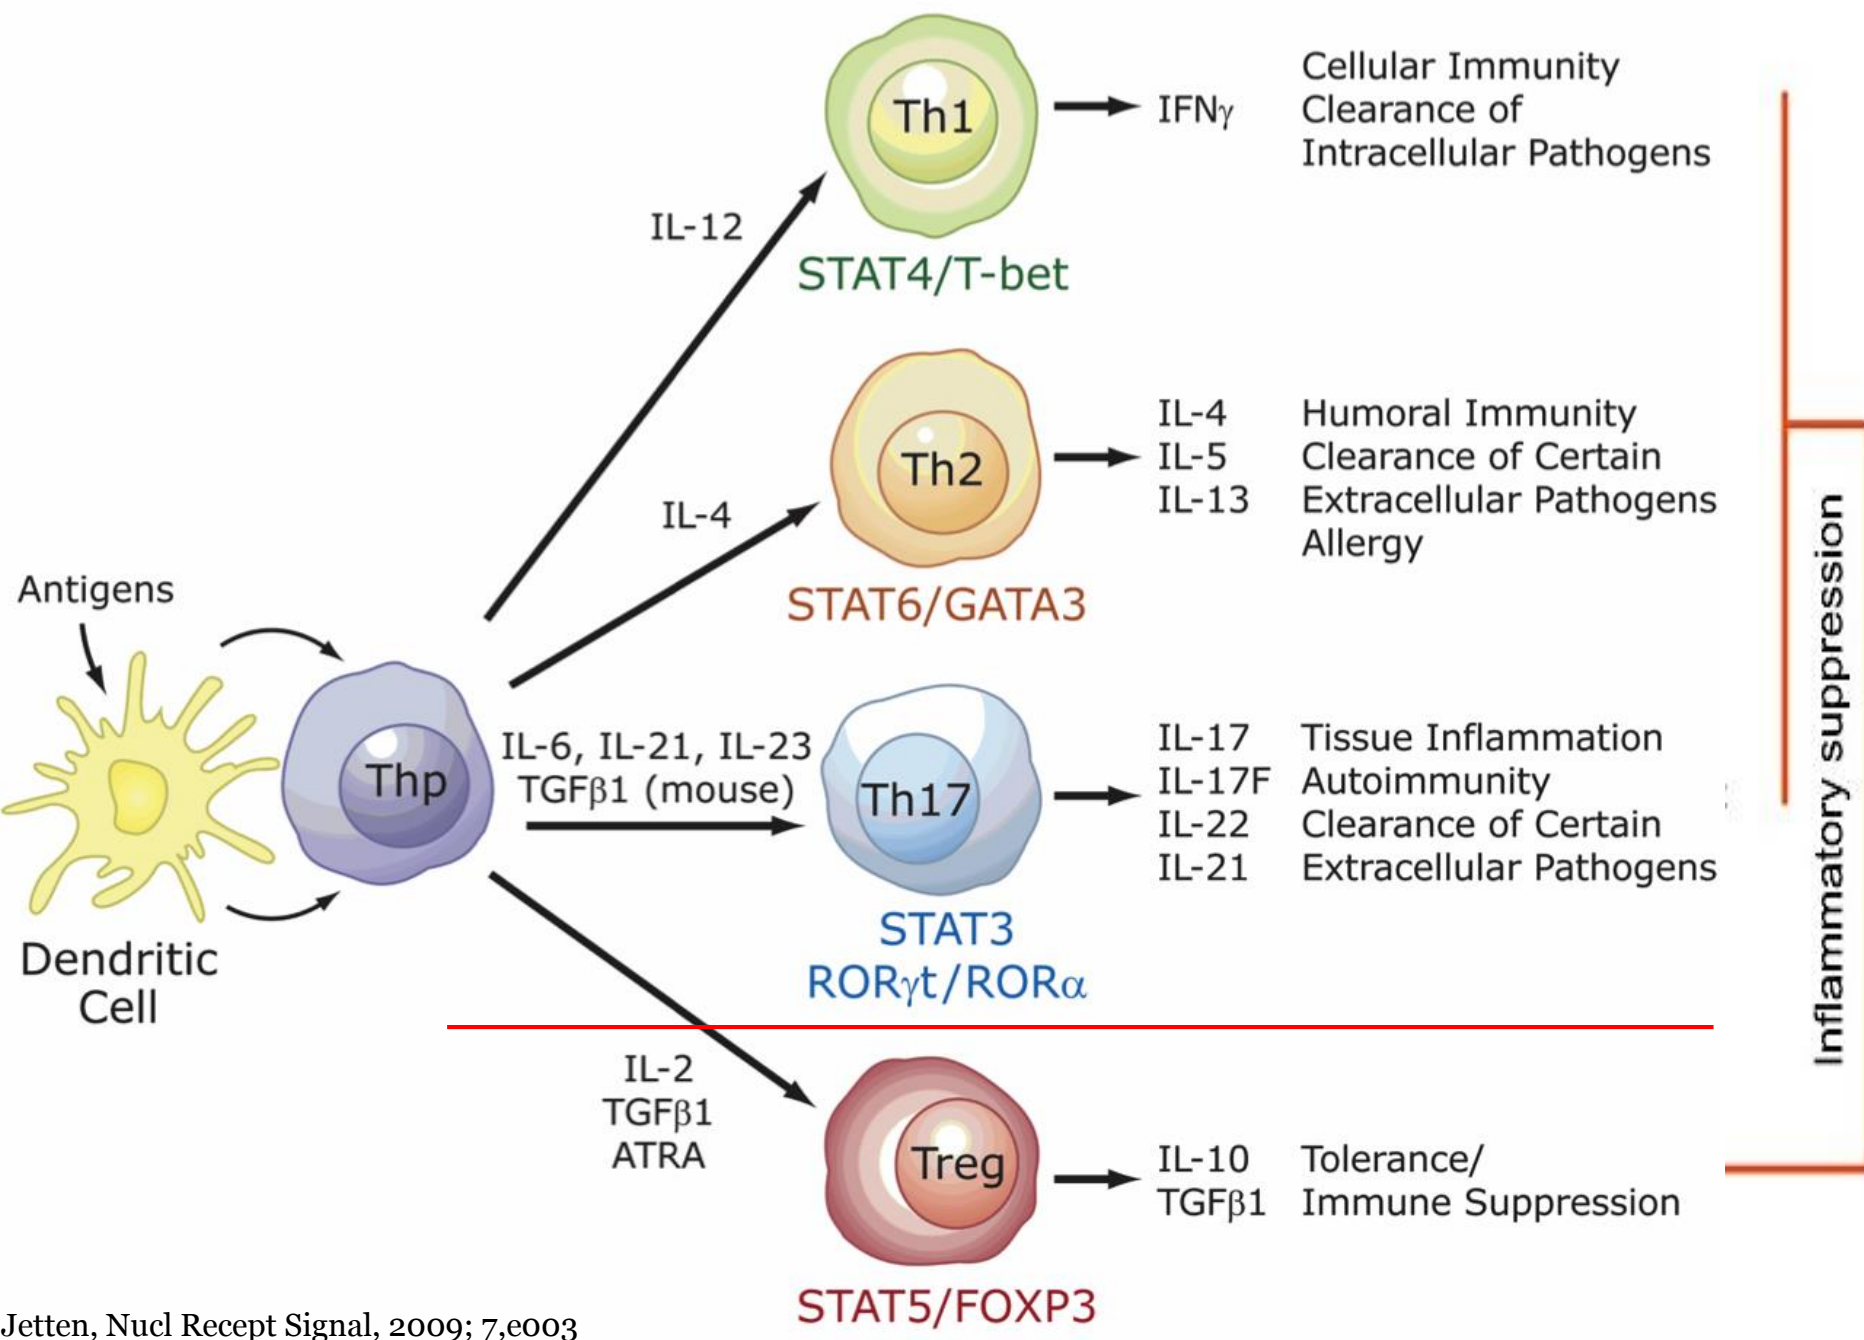 Cellular Immunity
Th1
IFNγ
Clearance of
Intracellular Pathogens
IL-12
STAT4/T-bet
IL-4
Humoral Immunity
IL-5
Clearance of Certain
Th2
IL-13
Extracellular Pathogens
Allergy
IL-4
STAT6/GATA3
Antigens
Thp
IL-6, IL-21, IL-23
TGFβ1 (mouse)
Th17
IL-17
Tissue Inflammation
IL-17F
Autoimmunity
IL-22
Clearance of Certain
IL-21
Extracellular Pathogens
Inflammatory suppression
Dendritic
Cell
STAT3
RORγt/RORα
IL-2
TGFβ1
ATRA
Treg
IL-10
Tolerance/
TGFβ1
Immune Suppression
STAT5/FOXP3
Jetten, Nucl Recept Signal, 2009; 7,e003